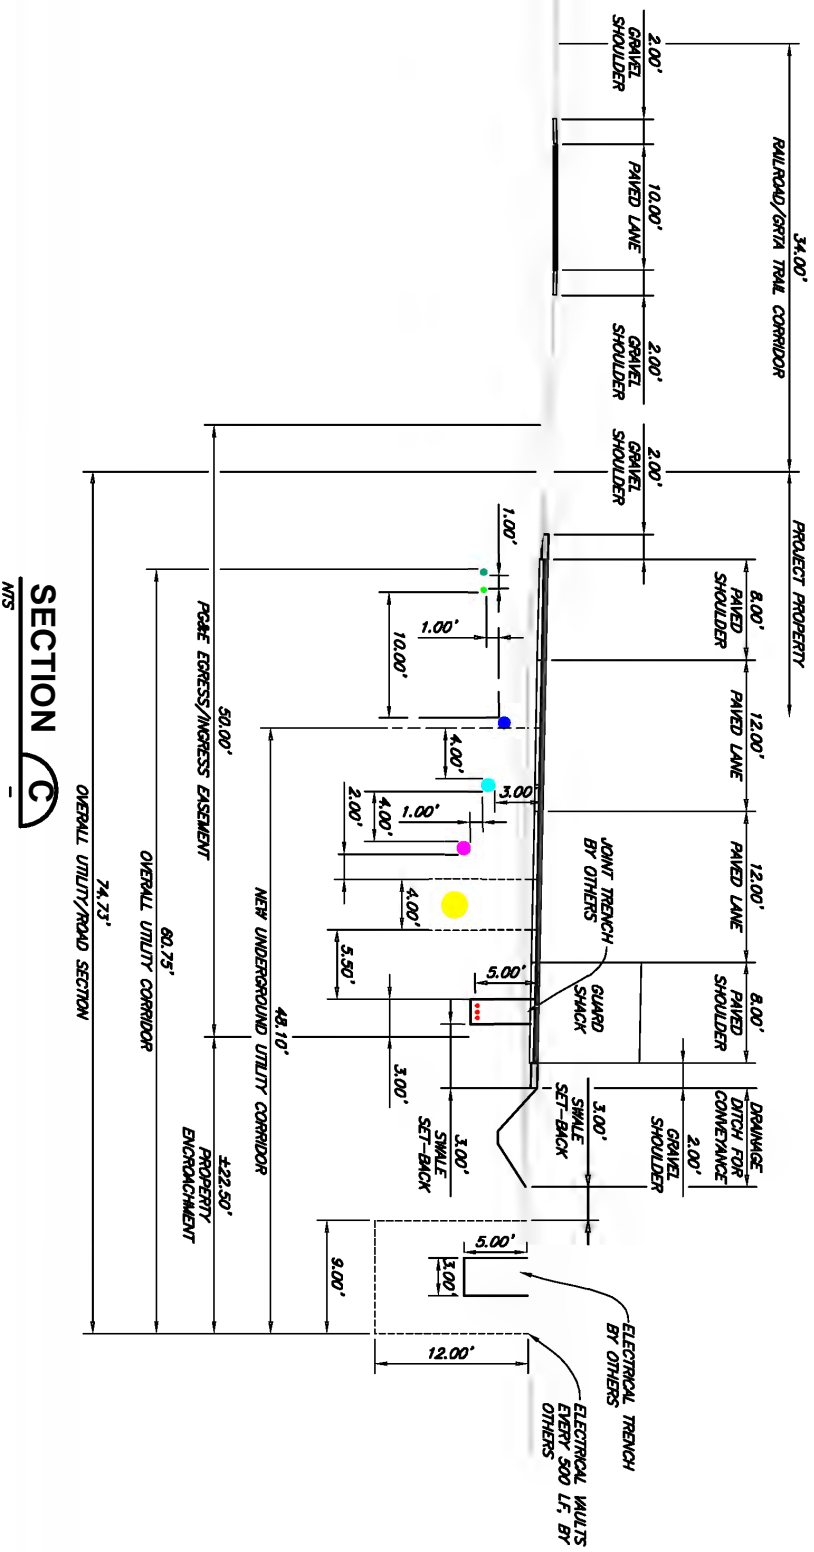 34.00'
RAILROAD/GRTA TRAIL CORRIDOR
PROJECT PROPERTY
2.00'
GRAVEL
SHOULDER
10.00'
PAVED LANE
2.00'
GRAVEL
SHOULDER
2.00'
GRAVEL
SHOULDER
8.00'
PAVED
SHOULDER
12.00'
PAVED LANE
12.00'
PAVED LANE
8.00'
PAVED
SHOULDER
DRAINAGE
DITCH FOR
CONVEYANCE
2.00'
GRAVEL
SHOULDER
GUARD
SHACK
JOINT TRENCH
BY OTHERS
3.00'
SWALE
SET-BACK
ELECTRICAL TRENCH
BY OTHERS
ELECTRICAL VAULTS
EVERY 500 LF, BY
OTHERS
1.00'
1.00'
10.00'
4.00'
3.00
1.00'
4.00'
2.00'
4.00'
5.50'
5.00'
3.00'
3.00'
SWALE
SET-BACK
5.00'
3.00'
9.00'
12.00'
48.10'
NEW UNDERGROUND UTILITY CORRIDOR
50.00'
PG&E EGRESS/INGRESS EASEMENT
±22.50'
PROPERTY
ENCROACHMENT
60.75'
OVERALL UTILITY CORRIDOR
74.73'
OVERALL UTILITY/ROAD SECTION
SECTION C
NTS
-